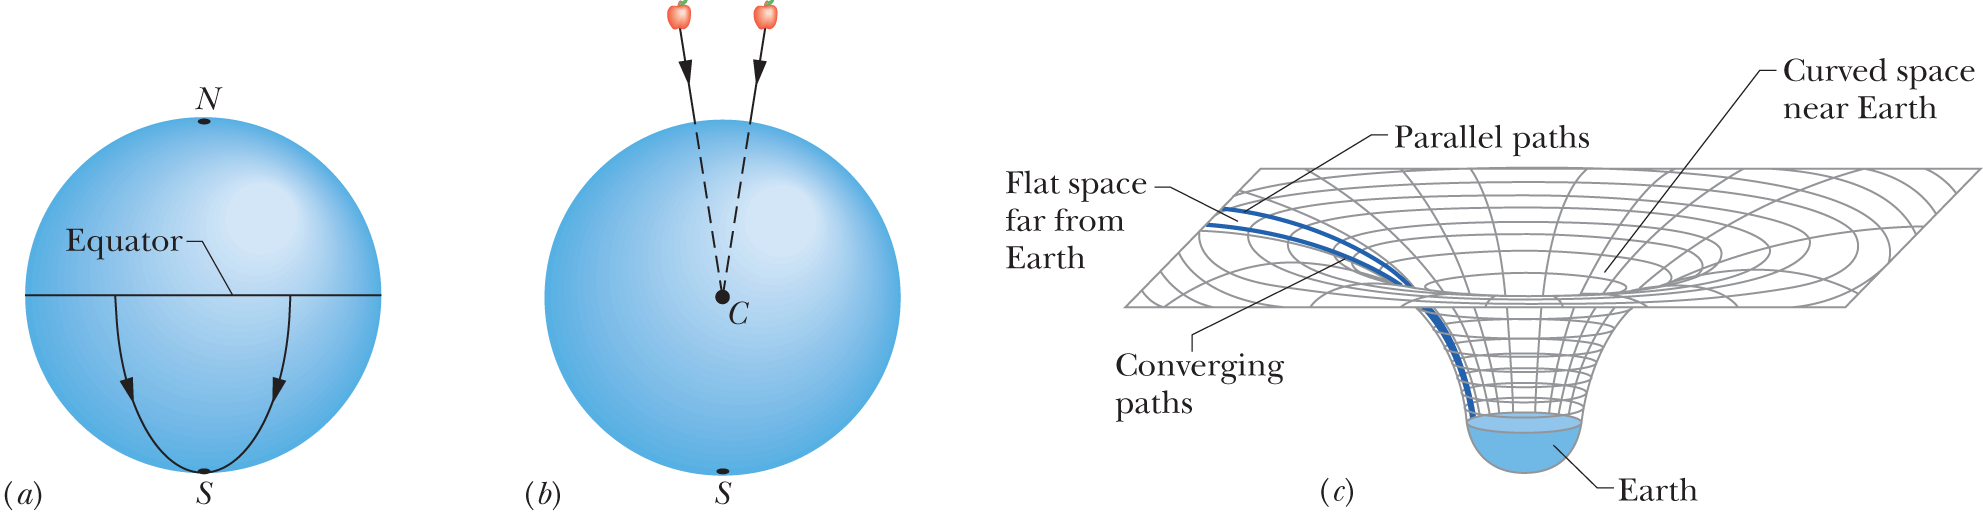 N
Equator
S
(a)
C
S
(b)
Curved space
near Earth
Parallel paths
Flat space
far from
Earth
Converging
paths
Earth
(c)